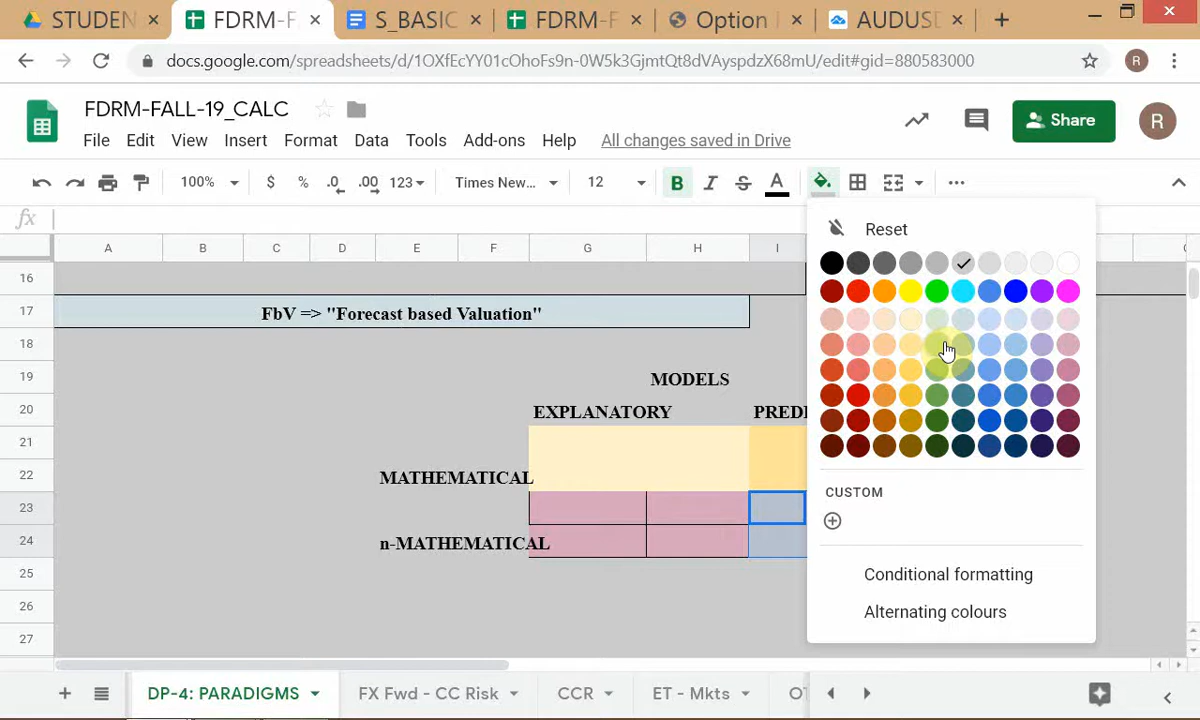 STUDEN
FDRM-F
S_BASIC
FDRM-F
Option
AUDUSD
docs.google.com/spreadsheets/d/1OXfEcYY01cOhoFs9n-0W5k3GjmtQt8dVAyspdzX68mU/edit#gid=880583000
R
FDRM-FALL-19_CALC
File Edit View Insert Format Data Tools Add-ons Help All changes saved in Drive
Share
R
100% $ % .0 .00 123 Times New... 12 B I S A
fx
Reset
A B C D E F G H I
16
17 FbV => "Forecast based Valuation"
18
19 MODELS
20 EXPLANATORY PREDI
21
22 MATHEMATICAL
23
24 n-MATHEMATICAL
25
26
27
CUSTOM
Conditional formatting
Alternating colours
DP-4: PARADIGMS FX Fwd - CC Risk CCR ET - Mkts